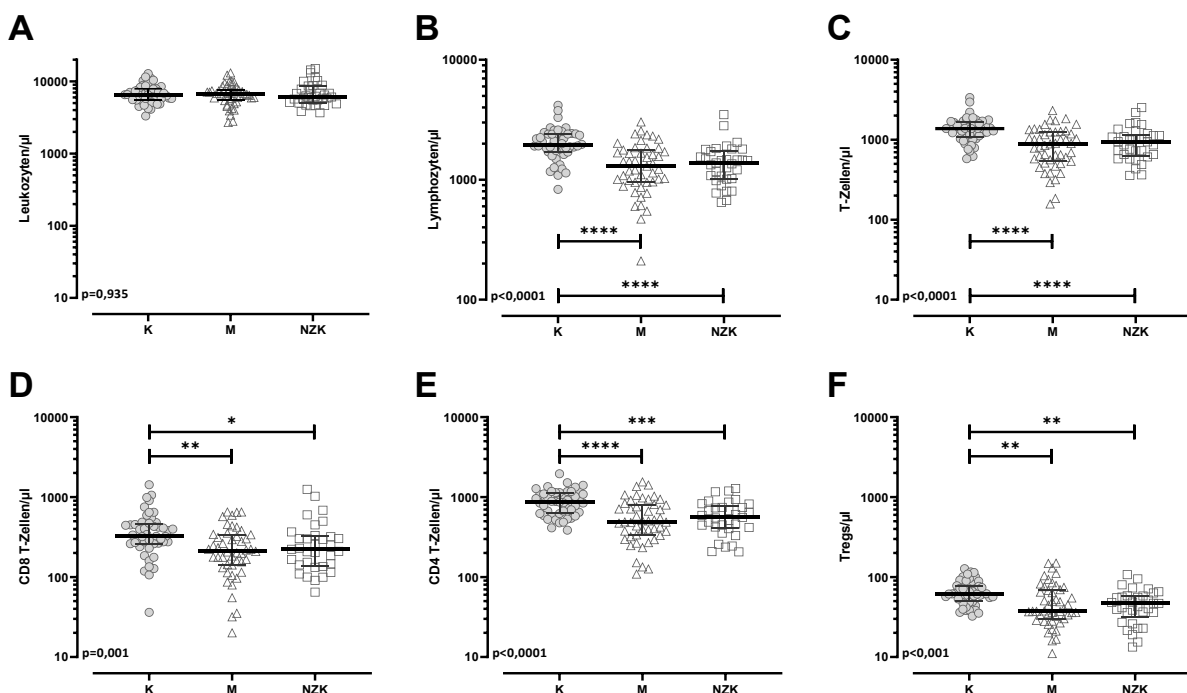 A
Leukozyten/µl
10000
1000
100
10
p=0,935
K M NZK
B
Lymphozyten/µl
10000
1000
100
p<0,0001
****
****
K M NZK
C
T-Zellen/µl
10000
1000
100
10
p<0,0001
****
****
K M NZK
D
CD8 T-Zellen/µl
10000
1000
100
10
p=0,001
*
**
K M NZK
E
CD4 T-Zellen/µl
10000
1000
100
10
p<0,0001
***
****
K M NZK
F
Tregs/µl
10000
1000
100
10
p<0,001
**
**
K M NZK